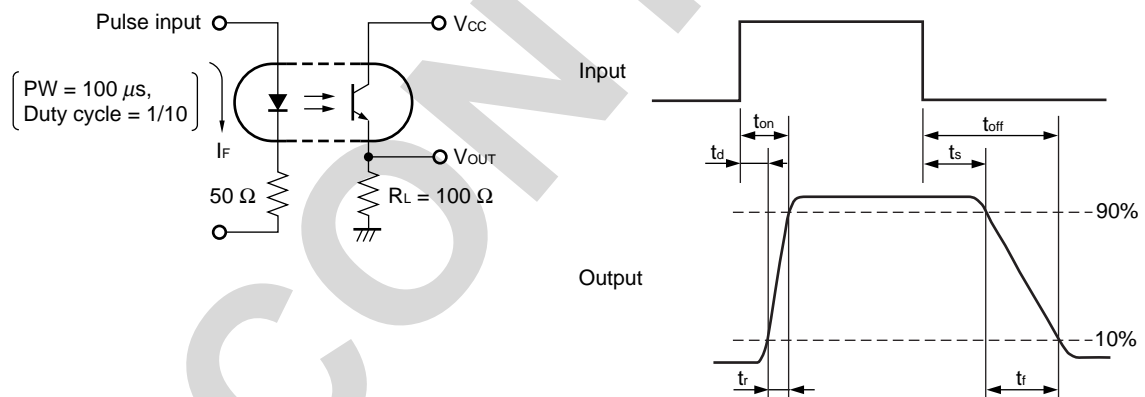 Pulse input
VCC
PW = 100 μs,
Duty cycle = 1/10
IF
VOUT
50 Ω
RL = 100 Ω
Input
ton
toff
td
ts
90%
Output
10%
tr
tf